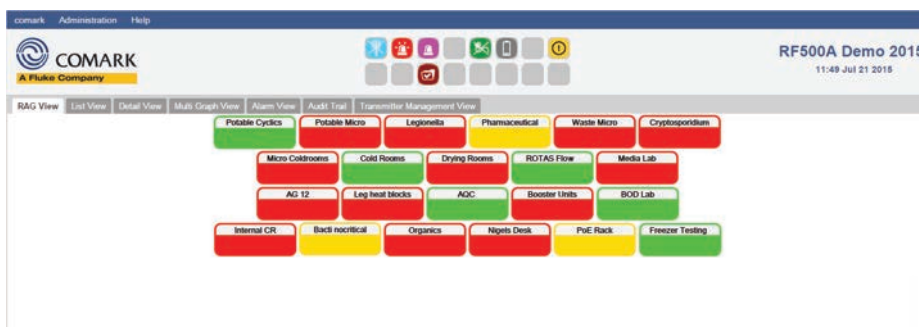 comark Administration Help
COMARK
A Fluke Company
RF500A Demo 2015
11:49 Jul 21 2015
RAG View List View Detail View Multi Graph View Alarm View Audit Trail Transmitter Management View
Potable Cyclics Potable Micro Legionella Pharmaceutical Waste Micro Cryptosporidium
Micro Coldrooms Cold Rooms Drying Rooms ROTAS Flow Media Lab
AG 12 Leg heat blocks AQC Booster Units BOD Lab
Internal CR Bacti nocritical Organics Nigels Desk PoE Rack Freezer Testing